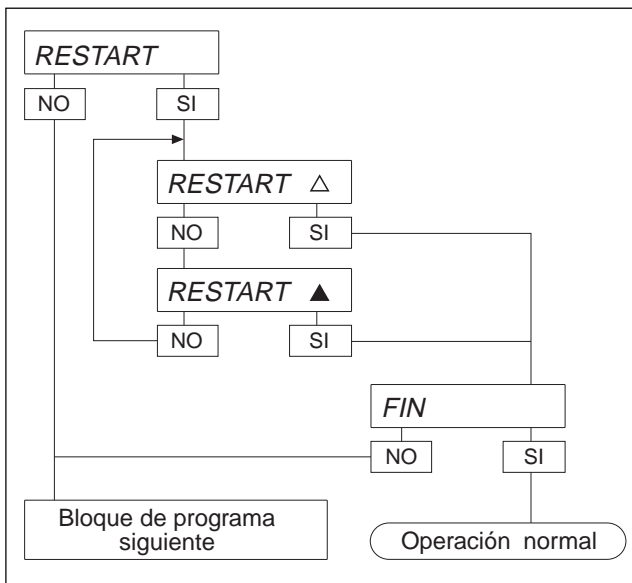 RESTART
NO SI
RESTART △
NO SI
RESTART ▲
NO SI
FIN
NO SI
Bloque de programa
siguiente
Operación normal